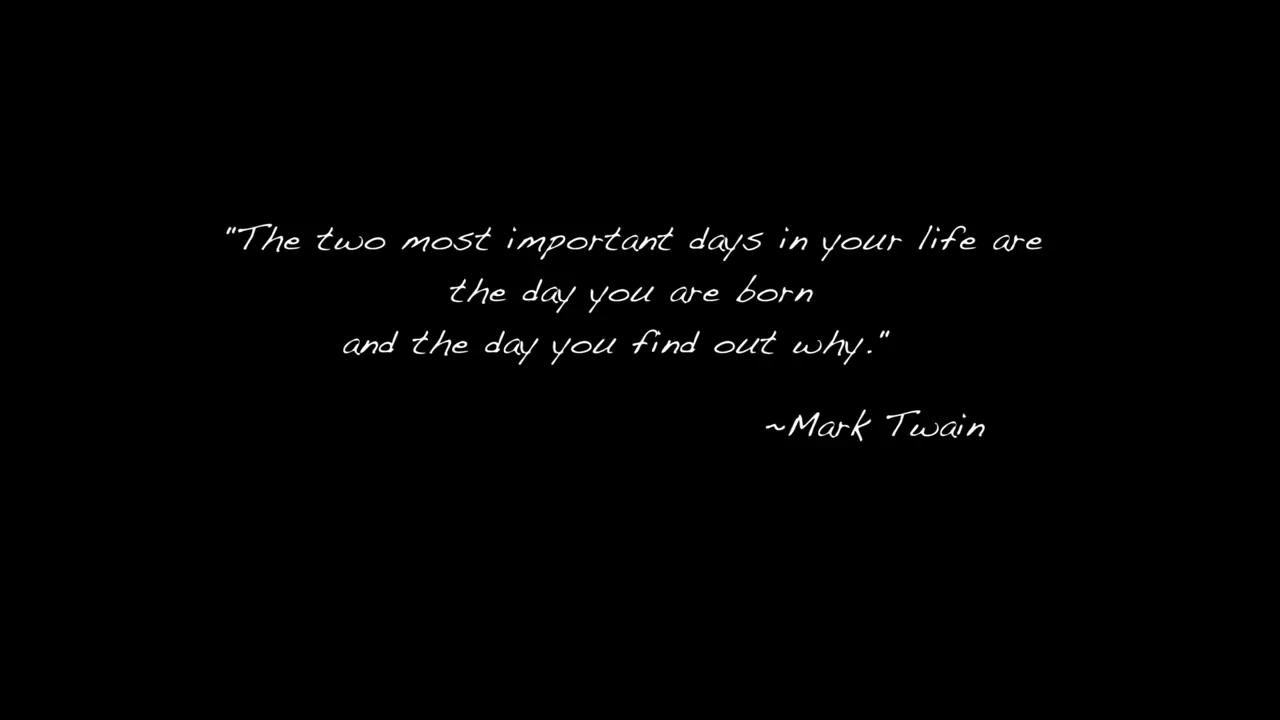 "The two most important days in your life are
the day you are born
and the day you find out why."
~Mark Twain